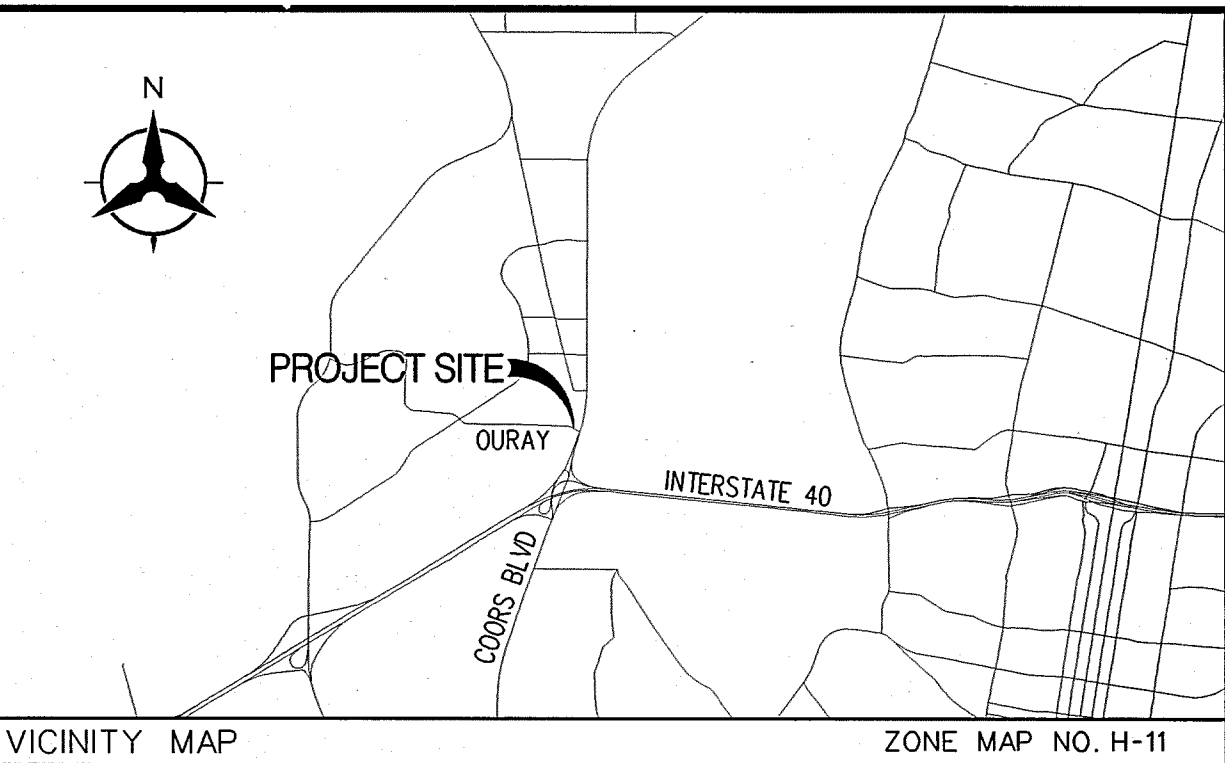 N
PROJECT SITE
OURAY
INTERSTATE 40
COORS BLVD
VICINITY MAP
ZONE MAP NO. H-11